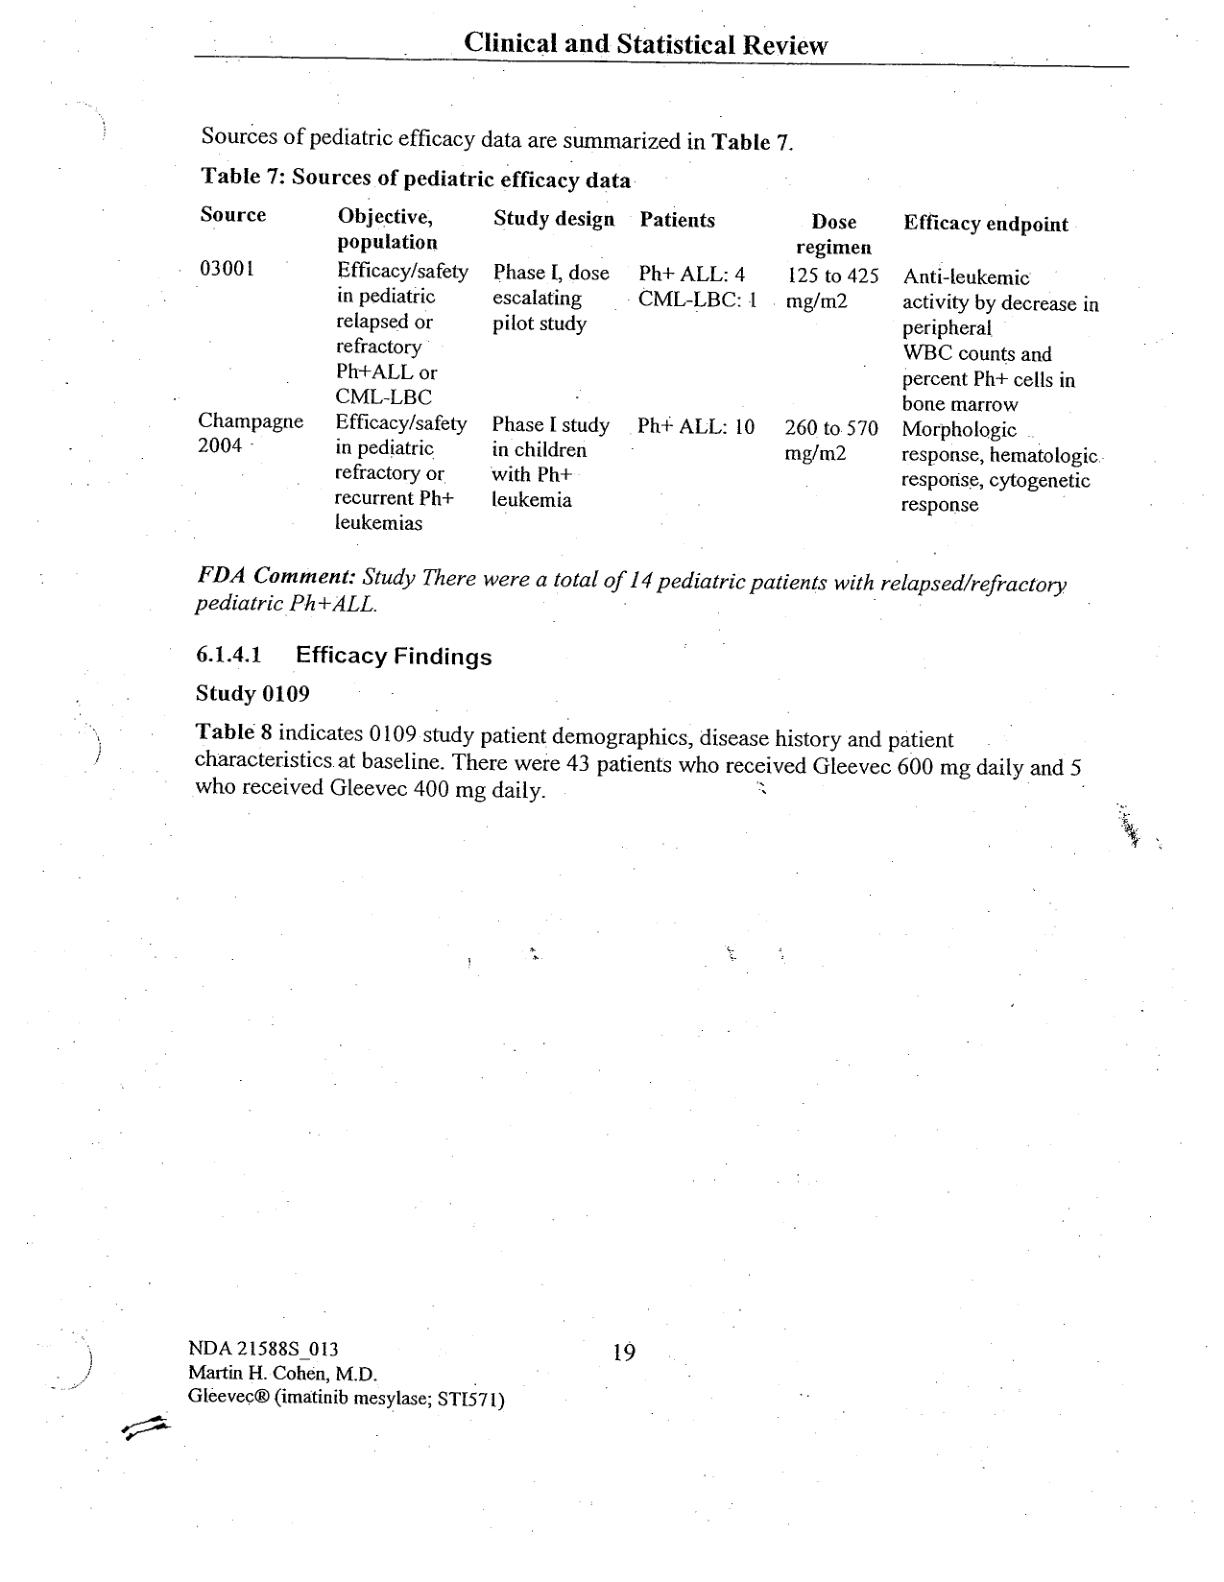 Clinical and Statistical Review
Sources of pediatric efficacy data are summarized in Table 7.
Table 7: Sources of pediatric efficacy data
Source Objective, population Study design Patients Dose regimen Efficacy endpoint
03001 Efficacy/safety in pediatric relapsed or refractory Ph+ALL or CML-LBC Phase I, dose escalating pilot study Ph+ ALL: 4 CML-LBC: 1 125 to 425 mg/m2 Anti-leukemic activity by decrease in peripheral WBC counts and percent Ph+ cells in bone marrow
Champagne 2004 Efficacy/safety in pediatric refractory or recurrent Ph+ leukemias Phase I study in children with Ph+ leukemia Ph+ ALL: 10 260 to 570 mg/m2 Morphologic response, hematologic response, cytogenetic response
FDA Comment: Study There were a total of 14 pediatric patients with relapsed/refractory
pediatric Ph+ALL.
6.1.4.1 Efficacy Findings
Study 0109
Table 8 indicates 0109 study patient demographics, disease history and patient
characteristics at baseline. There were 43 patients who received Gleevec 600 mg daily and 5
who received Gleevec 400 mg daily.
NDA 21588S_013 19
Martin H. Cohen, M.D.
Gleevec® (imatinib mesylase; STI571)